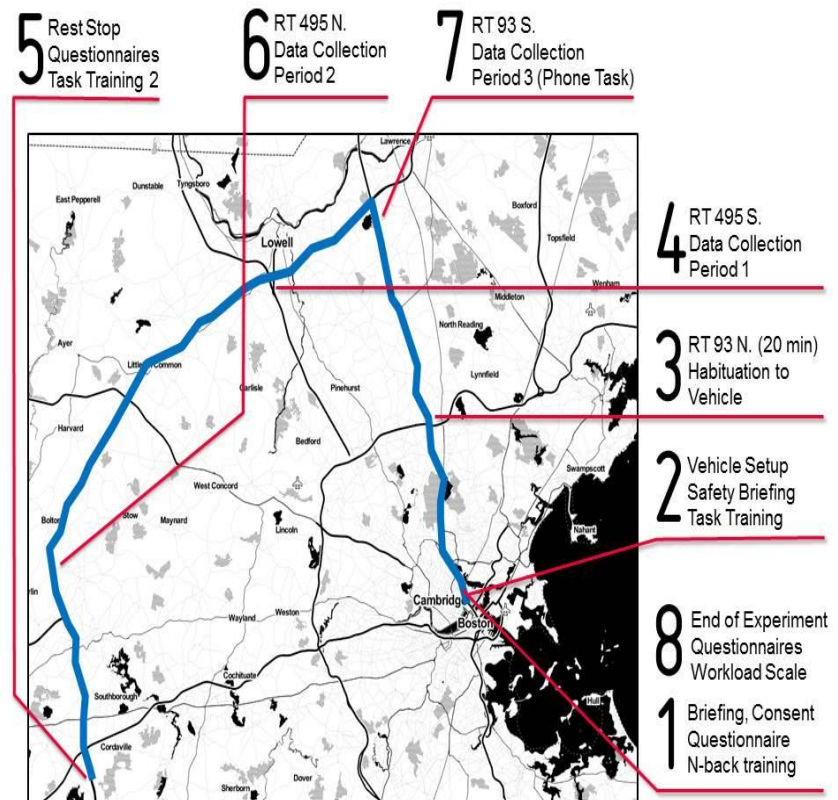 5 Rest Stop
Questionnaires
Task Training 2
6 RT 495 N.
Data Collection
Period 2
7 RT 93 S.
Data Collection
Period 3 (Phone Task)
4 RT 495 S.
Data Collection
Period 1
3 RT 93 N. (20 min)
Habituation to
Vehicle
2 Vehicle Setup
Safety Briefing
Task Training
8 End of Experiment
Questionnaires
Workload Scale
1 Briefing, Consent
Questionnaire
N-back training
Lawrence
Dunstable
Tyngsboro
East Pepperell
Boxford
Lowell
Topsfield
Wenham
Middleton
North Reading
Ayer
Common
Lynnfield
Carlisle
Pinehurst
Harvard
Bedford
Swampscott
West Concord
Bolton
Stow
Maynard
Lincoln
Nahant
rlin
Cambridge
Boston
Wayland
Weston
Cochituate
Southborough
Hull
Cordaville
Sherborn
Dover